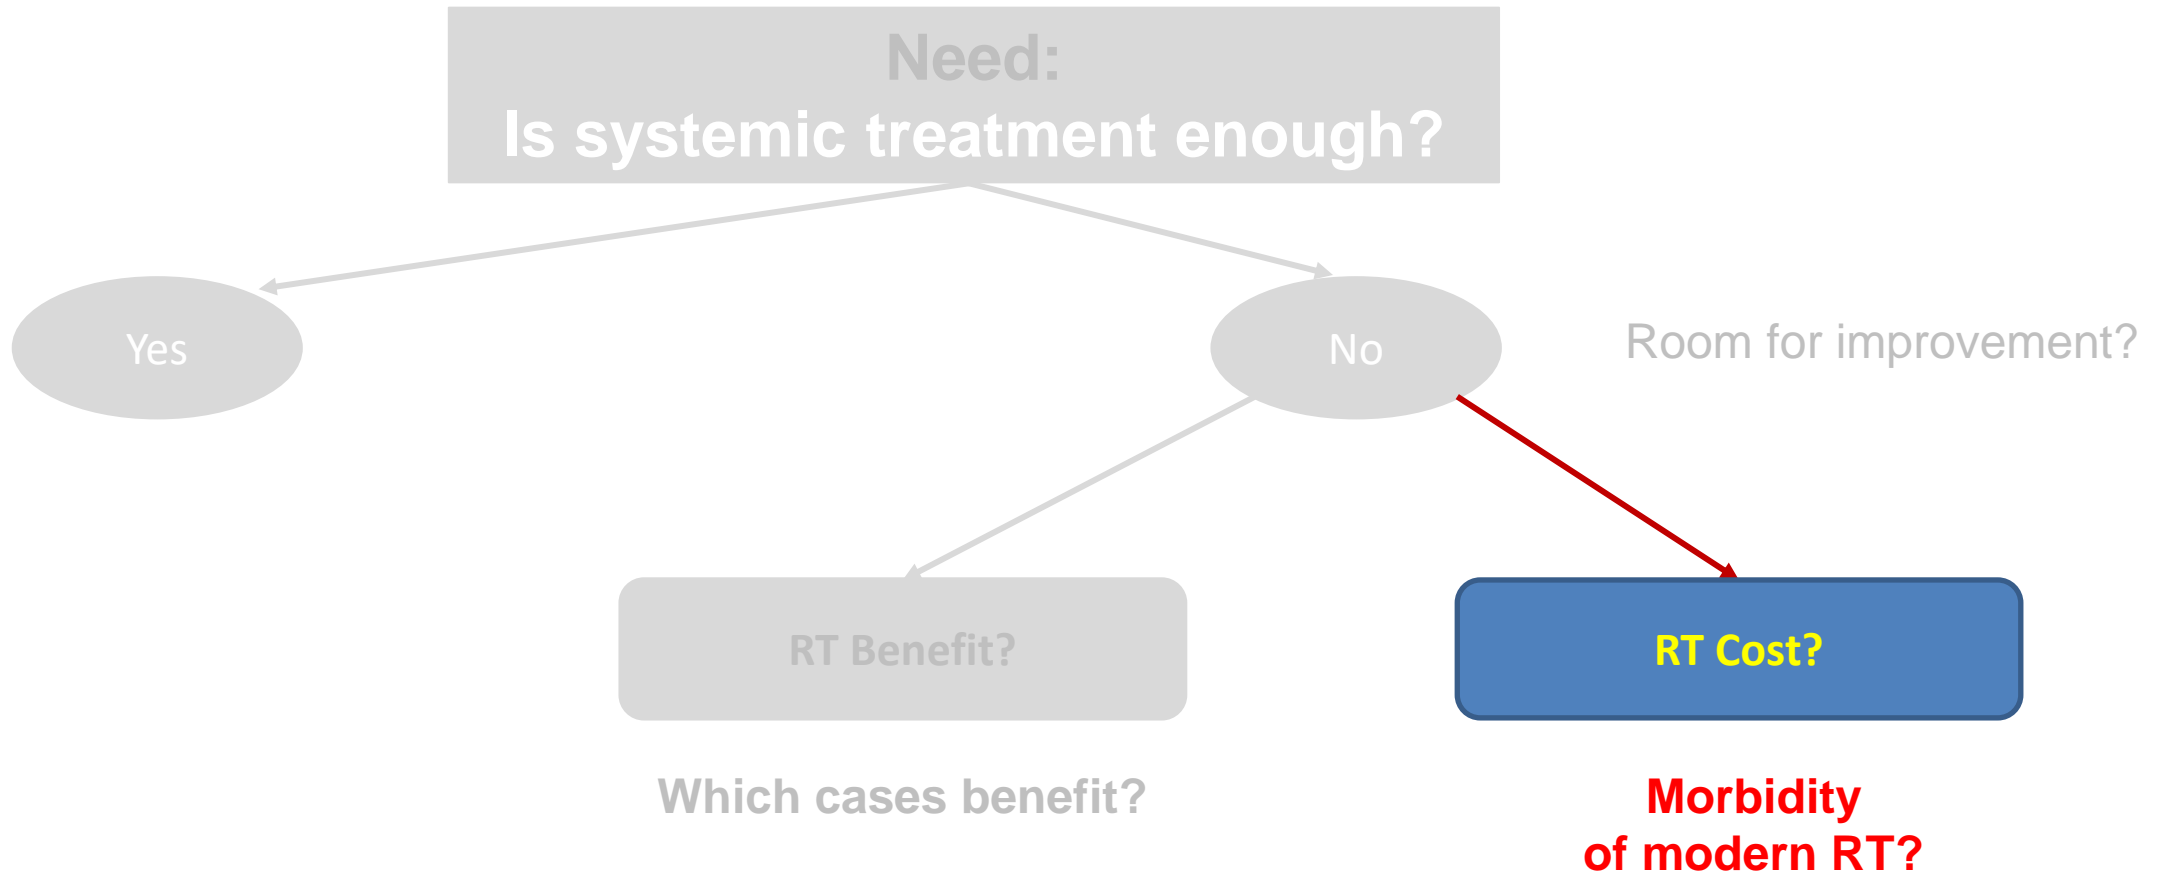 Need:
Is systemic treatment enough?
Yes
No
Room for improvement?
RT Benefit?
RT Cost?
Which cases benefit?
Morbidity
of modern RT?